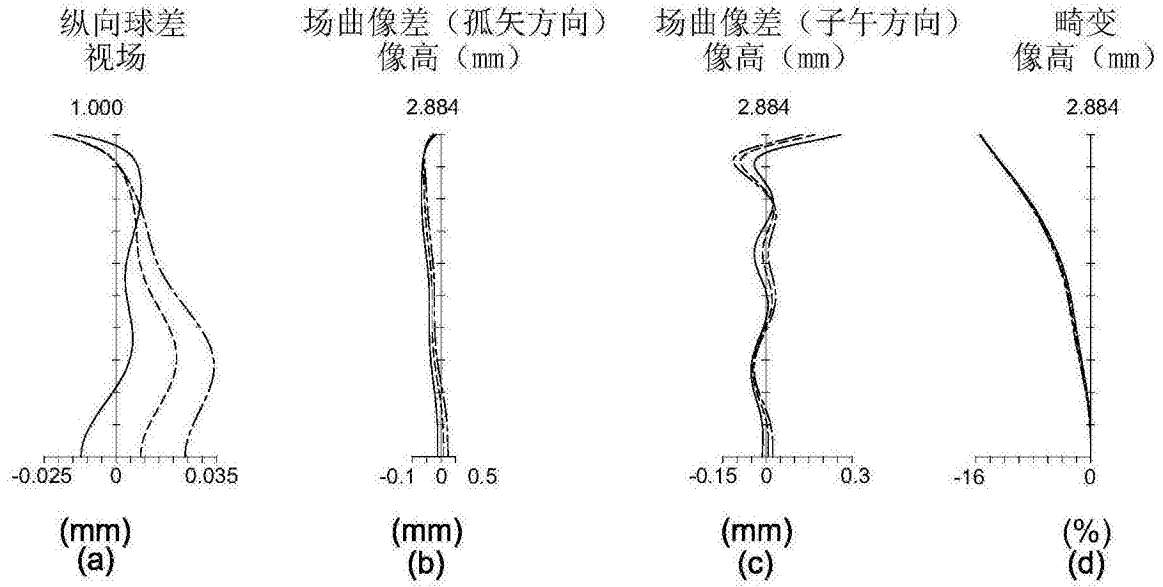 纵向球差
视场
1.000
-0.025 0 0.035
(mm)
(a)
场曲像差（孤矢方向）
像高（mm）
2.884
-0.1 0 0.5
(mm)
(b)
场曲像差（子午方向）
像高（mm）
2.884
-0.15 0 0.3
(mm)
(c)
畸变
像高（mm）
2.884
-16 0
(%)
(d)